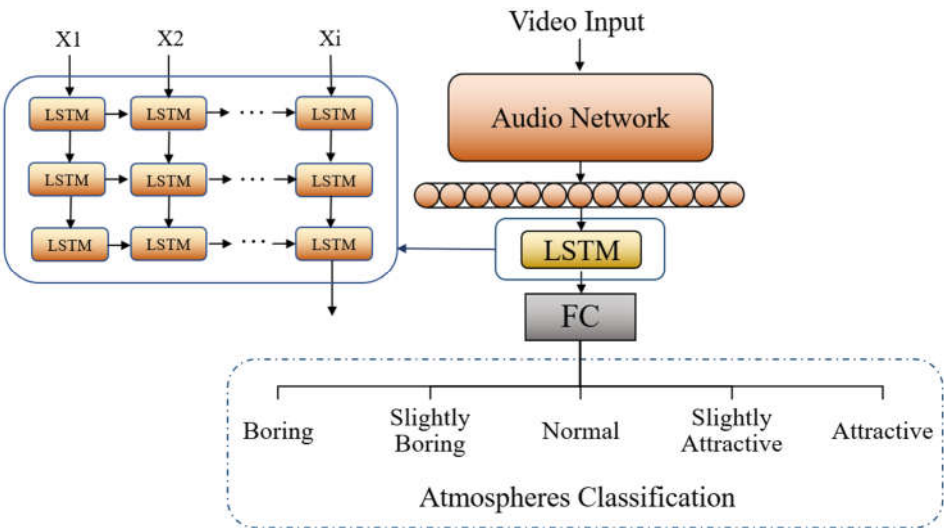 X1 X2 Xi
LSTM LSTM ··· LSTM
LSTM LSTM ··· LSTM
LSTM LSTM ··· LSTM
Video Input
Audio Network
LSTM
FC
Boring
Slightly
Boring
Normal
Slightly
Attractive
Attractive
Atmospheres Classification